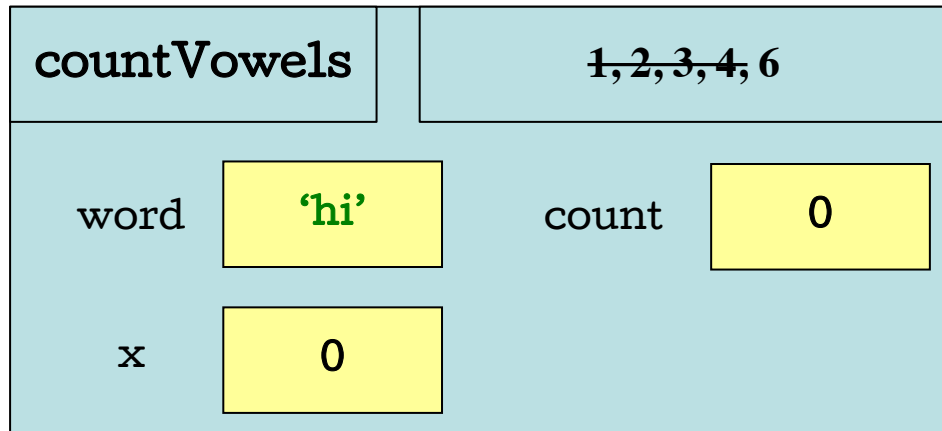 countVowels 1, 2, 3, 4, 6
word ‘hi’ count 0
x 0